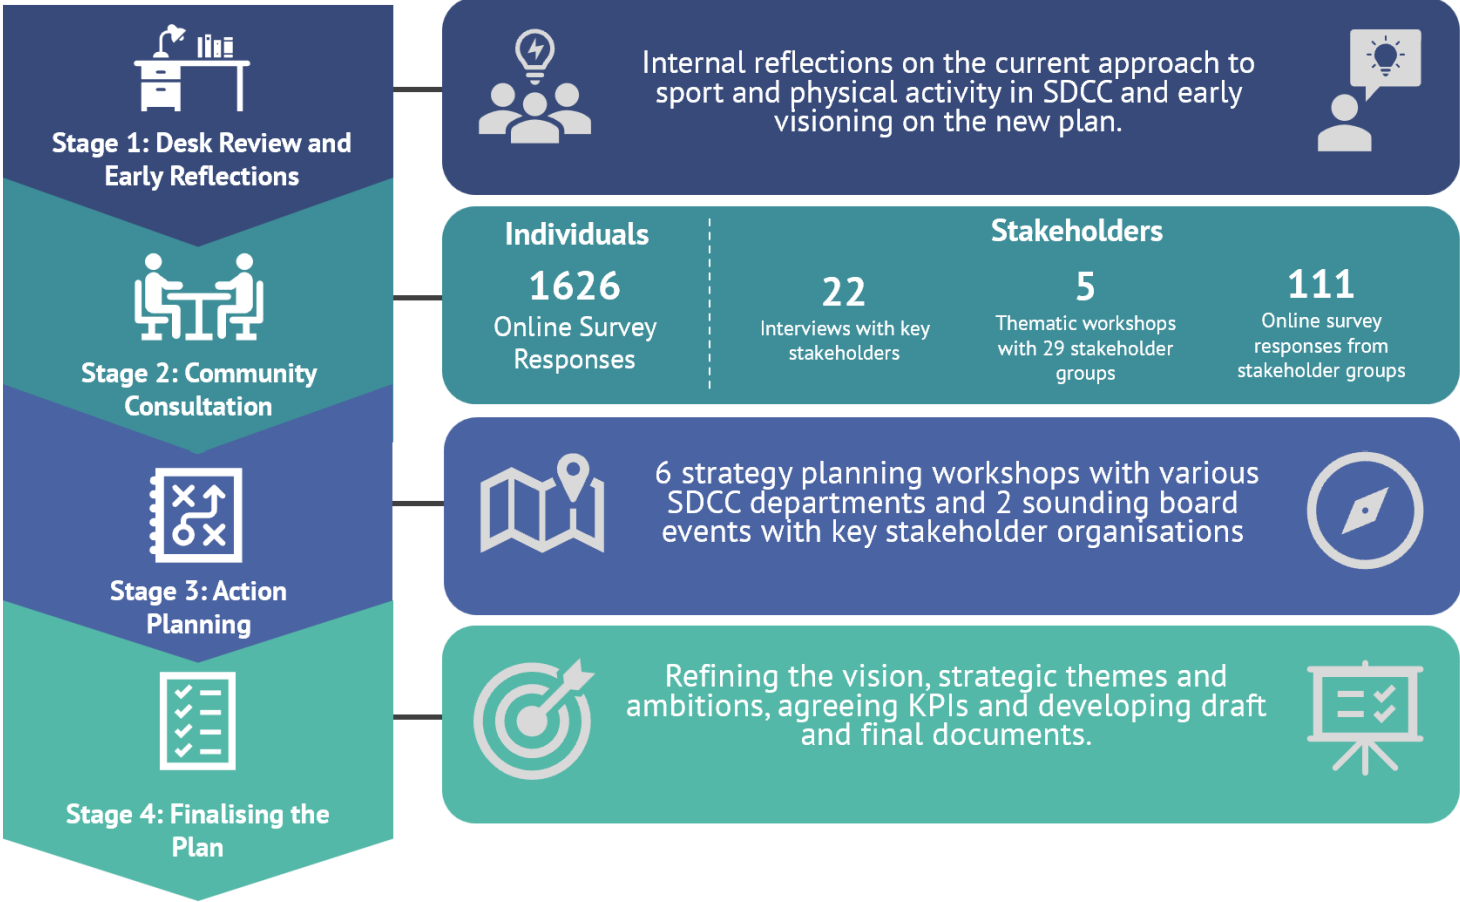 Stage 1: Desk Review and
Early Reflections
Internal reflections on the current approach to
sport and physical activity in SDCC and early
visioning on the new plan.
Stage 2: Community
Consultation
Individuals
1626
Online Survey
Responses
Stakeholders
22
Interviews with key
stakeholders
5
Thematic workshops
with 29 stakeholder
groups
111
Online survey
responses from
stakeholder groups
Stage 3: Action
Planning
6 strategy planning workshops with various
SDCC departments and 2 sounding board
events with key stakeholder organisations
Stage 4: Finalising the
Plan
Refining the vision, strategic themes and
ambitions, agreeing KPIs and developing draft
and final documents.